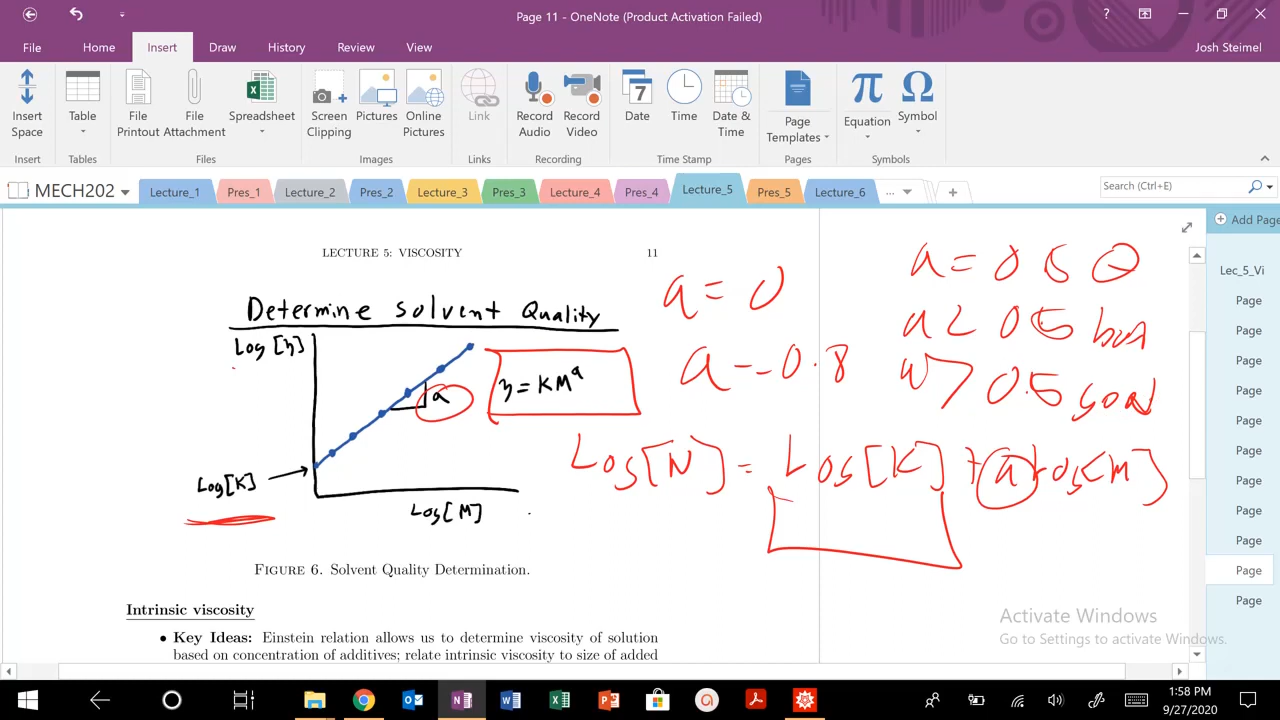 Page 11 - OneNote (Product Activation Failed)
?
File Home Insert Draw History Review View Josh Steimel
Insert Space
Table
File Printout
File Attachment
Spreadsheet
Screen Clipping
Pictures
Online Pictures
Link
Record Audio
Record Video
7
Date
Time
Date & Time
Page Templates
π
Equation
Ω
Symbol
Insert Tables Files Images Links Recording Time Stamp Pages Symbols
MECH202 Lecture_1 Pres_1 Lecture_2 Pres_2 Lecture_3 Pres_3 Lecture_4 Pres_4 Lecture_5 Pres_5 Lecture_6 ... + Search (Ctrl+E)
Add Page
Lec_5_Vi
Page
Page
Page
Page
Page
Page
Page
Page
Page
Page
Page
LECTURE 5: VISCOSITY 11
Determine Solvent Quality
Log [η]
a
η = KM^a
Log[K]
Log[M]
a = 0
a = 0.8
a = 0.5 Θ
a < 0.5 bad
a > 0.5 good
Log[N] = Log[K] + a Log[M]
FIGURE 6. Solvent Quality Determination.
Intrinsic viscosity
• Key Ideas: Einstein relation allows us to determine viscosity of solution
based on concentration of additives; relate intrinsic viscosity to size of added
Activate Windows
Go to Settings to activate Windows.
1:58 PM
9/27/2020